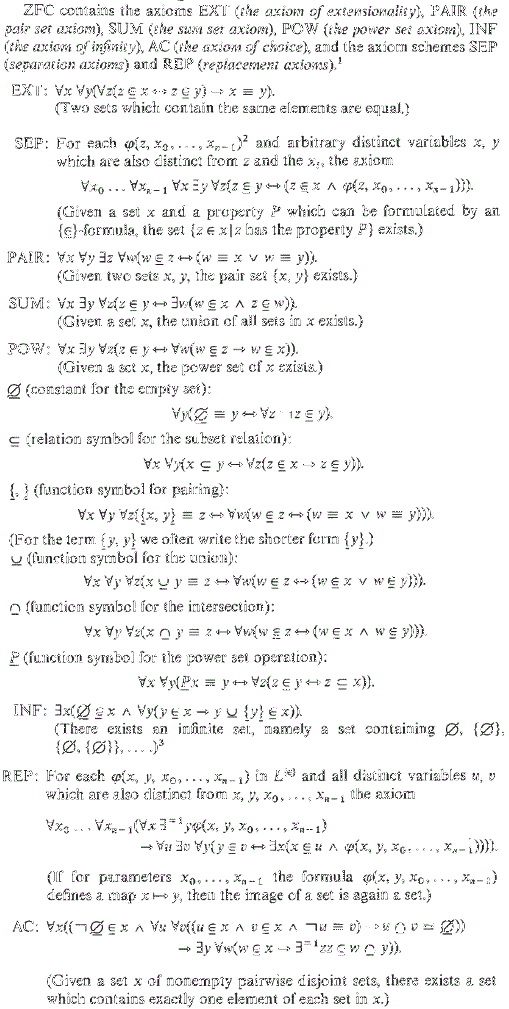 ZFC contains the axioms EXT (the axiom of extensionality), PAIR (the
pair set axiom), SUM (the sum set axiom), POW (the power set axiom), INF
(the axiom of infinity), AC (the axiom of choice), and the axiom schemes SEP
(separation axioms) and REP (replacement axioms).¹
EXT: ∀x ∀y(∀z(z ∈ x ↔ z ∈ y) → x ≡ y).
(Two sets which contain the same elements are equal.)
SEP: For each φ(z, x₀, …, xₙ₋₁)² and arbitrary distinct variables x, y
which are also distinct from z and the xᵢ, the axiom
∀x₀ … ∀xₙ₋₁ ∀x ∃y ∀z(z ∈ y ↔ (z ∈ x ∧ φ(z, x₀, …, xₙ₋₁))).
(Given a set x and a property P which can be formulated by an
{∈}-formula, the set {z ∈ x|z has the property P} exists.)
PAIR: ∀x ∀y ∃z ∀w(w ∈ z ↔ (w ≡ x ∨ w ≡ y)).
(Given two sets x, y, the pair set {x, y} exists.)
SUM: ∀x ∃y ∀z(z ∈ y ↔ ∃w(w ∈ x ∧ z ∈ w)).
(Given a set x, the union of all sets in x exists.)
POW: ∀x ∃y ∀z(z ∈ y ↔ ∀w(w ∈ z → w ∈ x)).
(Given a set x, the power set of x exists.)
∅ (constant for the empty set):
∀y(∅ ≡ y ↔ ∀z ¬z ∈ y).
⊆ (relation symbol for the subset relation):
∀x ∀y(x ⊆ y ↔ ∀z(z ∈ x → z ∈ y)).
{, } (function symbol for pairing):
∀x ∀y ∀z({x, y} ≡ z ↔ ∀w(w ∈ z ↔ (w ≡ x ∨ w ≡ y))).
(For the term {y, y} we often write the shorter form {y}.)
∪ (function symbol for the union):
∀x ∀y ∀z(x ∪ y ≡ z ↔ ∀w(w ∈ z ↔ (w ∈ x ∨ w ∈ y))).
∩ (function symbol for the intersection):
∀x ∀y ∀z(x ∩ y ≡ z ↔ ∀w(w ∈ z ↔ (w ∈ x ∧ w ∈ y))).
P (function symbol for the power set operation):
∀x ∀y(Px ≡ y ↔ ∀z(z ∈ y ↔ z ⊆ x)).
INF: ∃x(∅ ∈ x ∧ ∀y(y ∈ x → y ∪ {y} ∈ x)).
(There exists an infinite set, namely a set containing ∅, {∅},
{∅, {∅}}, ….)³
REP: For each φ(x, y, x₀, …, xₙ₋₁) in L^{∈} and all distinct variables u, v
which are also distinct from x, y, x₀, …, xₙ₋₁ the axiom
∀x₀ … ∀xₙ₋₁(∀x ∃⁼¹yφ(x, y, x₀, …, xₙ₋₁)
→ ∀u ∃v ∀y(y ∈ v ↔ ∃x(x ∈ u ∧ φ(x, y, x₀, …, xₙ₋₁)))).
(If for parameters x₀, …, xₙ₋₁ the formula φ(x, y, x₀, …, xₙ₋₁)
defines a map x ↦ y, then the image of a set is again a set.)
AC: ∀x((¬∅ ∈ x ∧ ∀u ∀v((u ∈ x ∧ v ∈ x ∧ ¬u ≡ v) → u ∩ v ≡ ∅))
→ ∃y ∀w(w ∈ x → ∃⁼¹zz ∈ w ∩ y)).
(Given a set x of nonempty pairwise disjoint sets, there exists a set
which contains exactly one element of each set in x.)